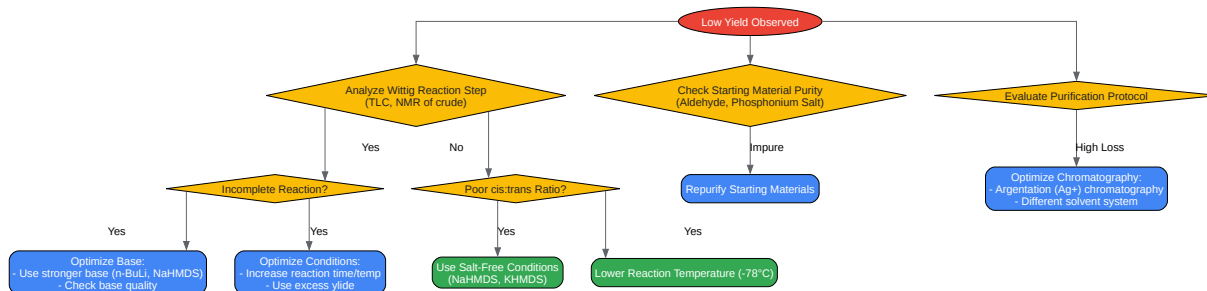 Low Yield Observed
Analyze Wittig Reaction Step
(TLC, NMR of crude)
Check Starting Material Purity
(Aldehyde, Phosphonium Salt)
Evaluate Purification Protocol
Yes
No
Impure
High Loss
Incomplete Reaction?
Poor cis:trans Ratio?
Repurify Starting Materials
Optimize Chromatography:
- Argentation (Ag+) chromatography
- Different solvent system
Yes
Yes
Yes
Yes
Optimize Base:
- Use stronger base (n-BuLi, NaHMDS)
- Check base quality
Optimize Conditions:
- Increase reaction time/temp
- Use excess ylide
Use Salt-Free Conditions
(NaHMDS, KHMDS)
Lower Reaction Temperature (-78°C)